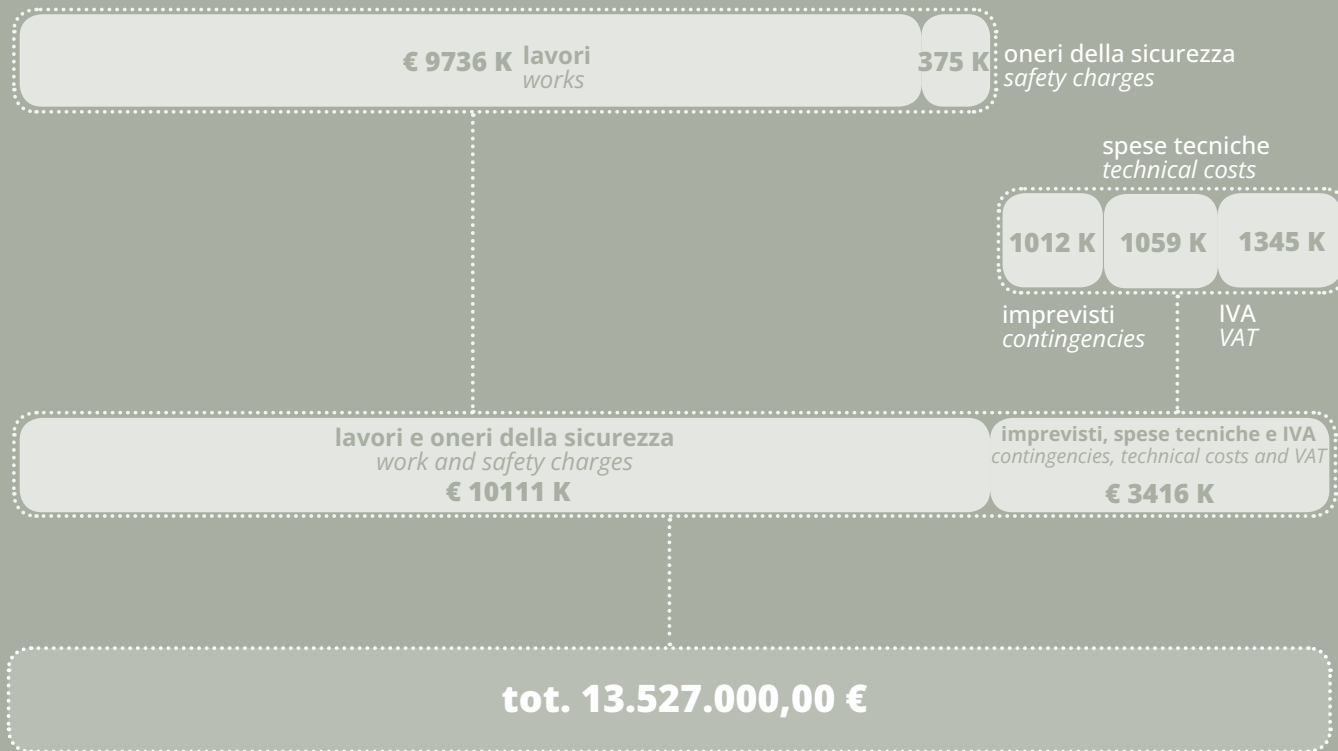 € 9736 K lavori
works
375 K
oneri della sicurezza
safety charges
spese tecniche
technical costs
1012 K
1059 K
1345 K
imprevisti
contingencies
IVA
VAT
lavori e oneri della sicurezza
work and safety charges
€ 10111 K
imprevisti, spese tecniche e IVA
contingencies, technical costs and VAT
€ 3416 K
tot. 13.527.000,00 €